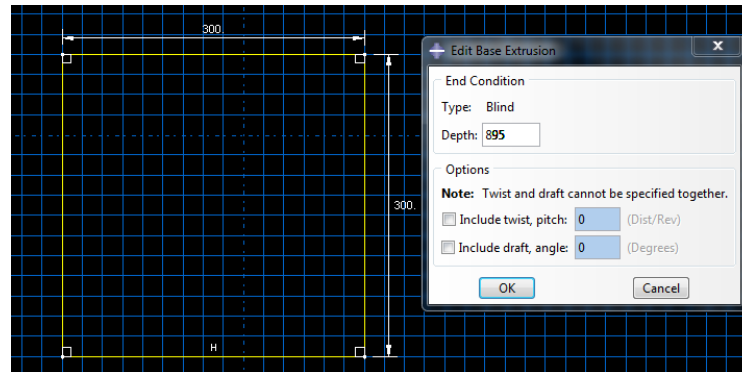 300.
300.
H
Edit Base Extrusion
x
End Condition
Type: Blind
Depth: 895
Options
Note: Twist and draft cannot be specified together.
Include twist, pitch: 0 (Dist/Rev)
Include draft, angle: 0 (Degrees)
OK Cancel